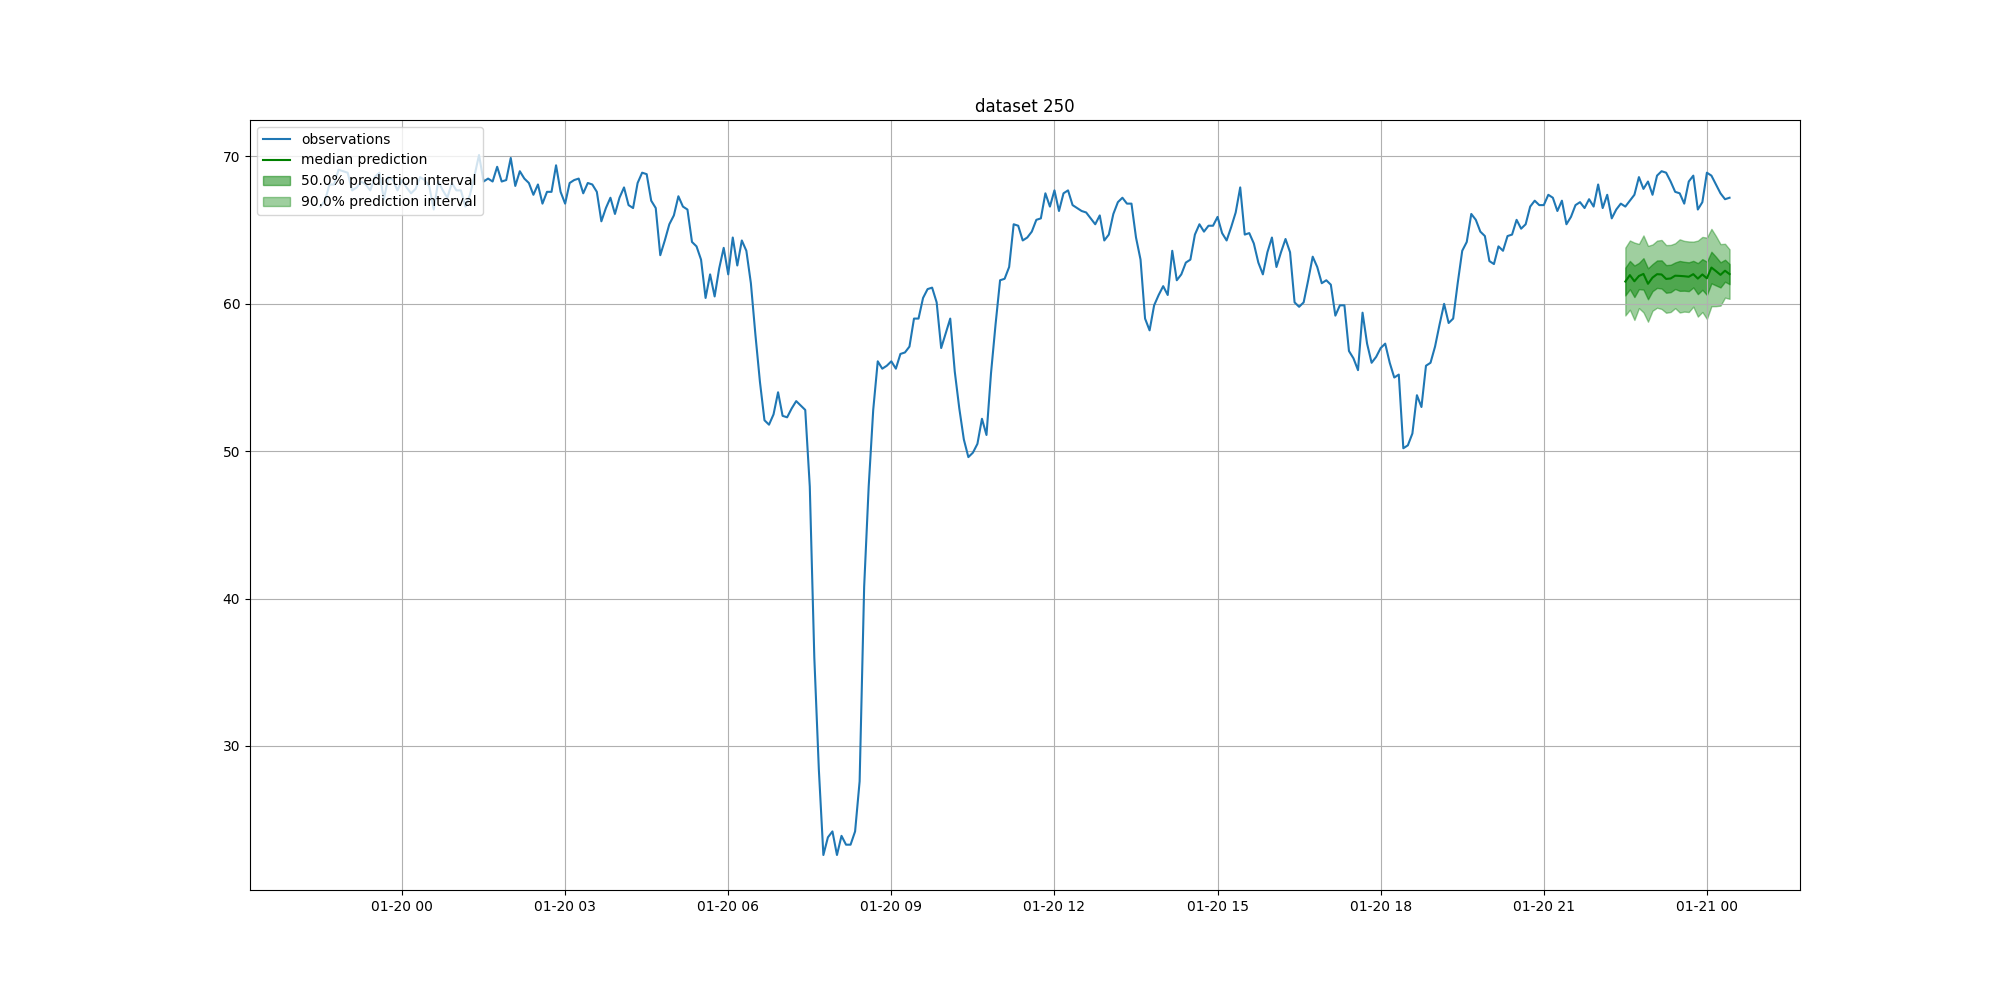 dataset 250
observations
median prediction
50.0% prediction interval
90.0% prediction interval
70
60
50
40
30
01-20 00
01-20 03
01-20 06
01-20 09
01-20 12
01-20 15
01-20 18
01-20 21
01-21 00